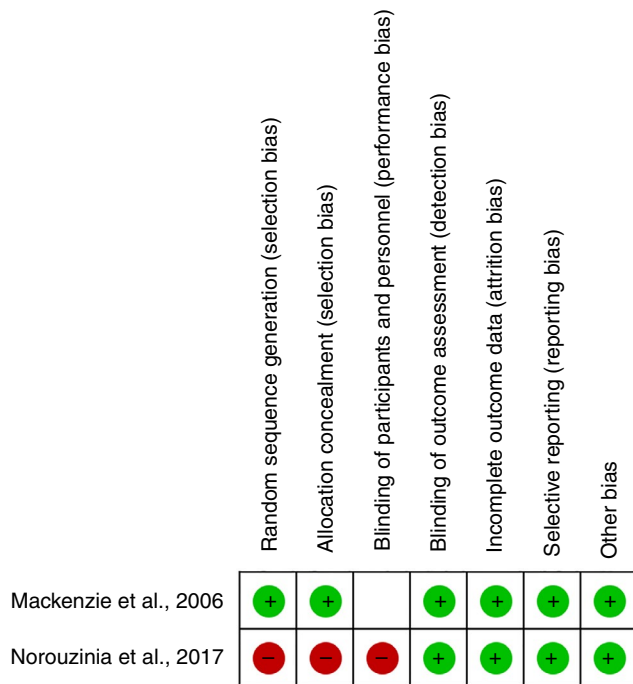 Random sequence generation (selection bias)
Allocation concealment (selection bias)
Blinding of participants and personnel (performance bias)
Blinding of outcome assessment (detection bias)
Incomplete outcome data (attrition bias)
Selective reporting (reporting bias)
Other bias
Mackenzie et al., 2006 + + + + + +
Norouzinia et al., 2017 – – – + + + +